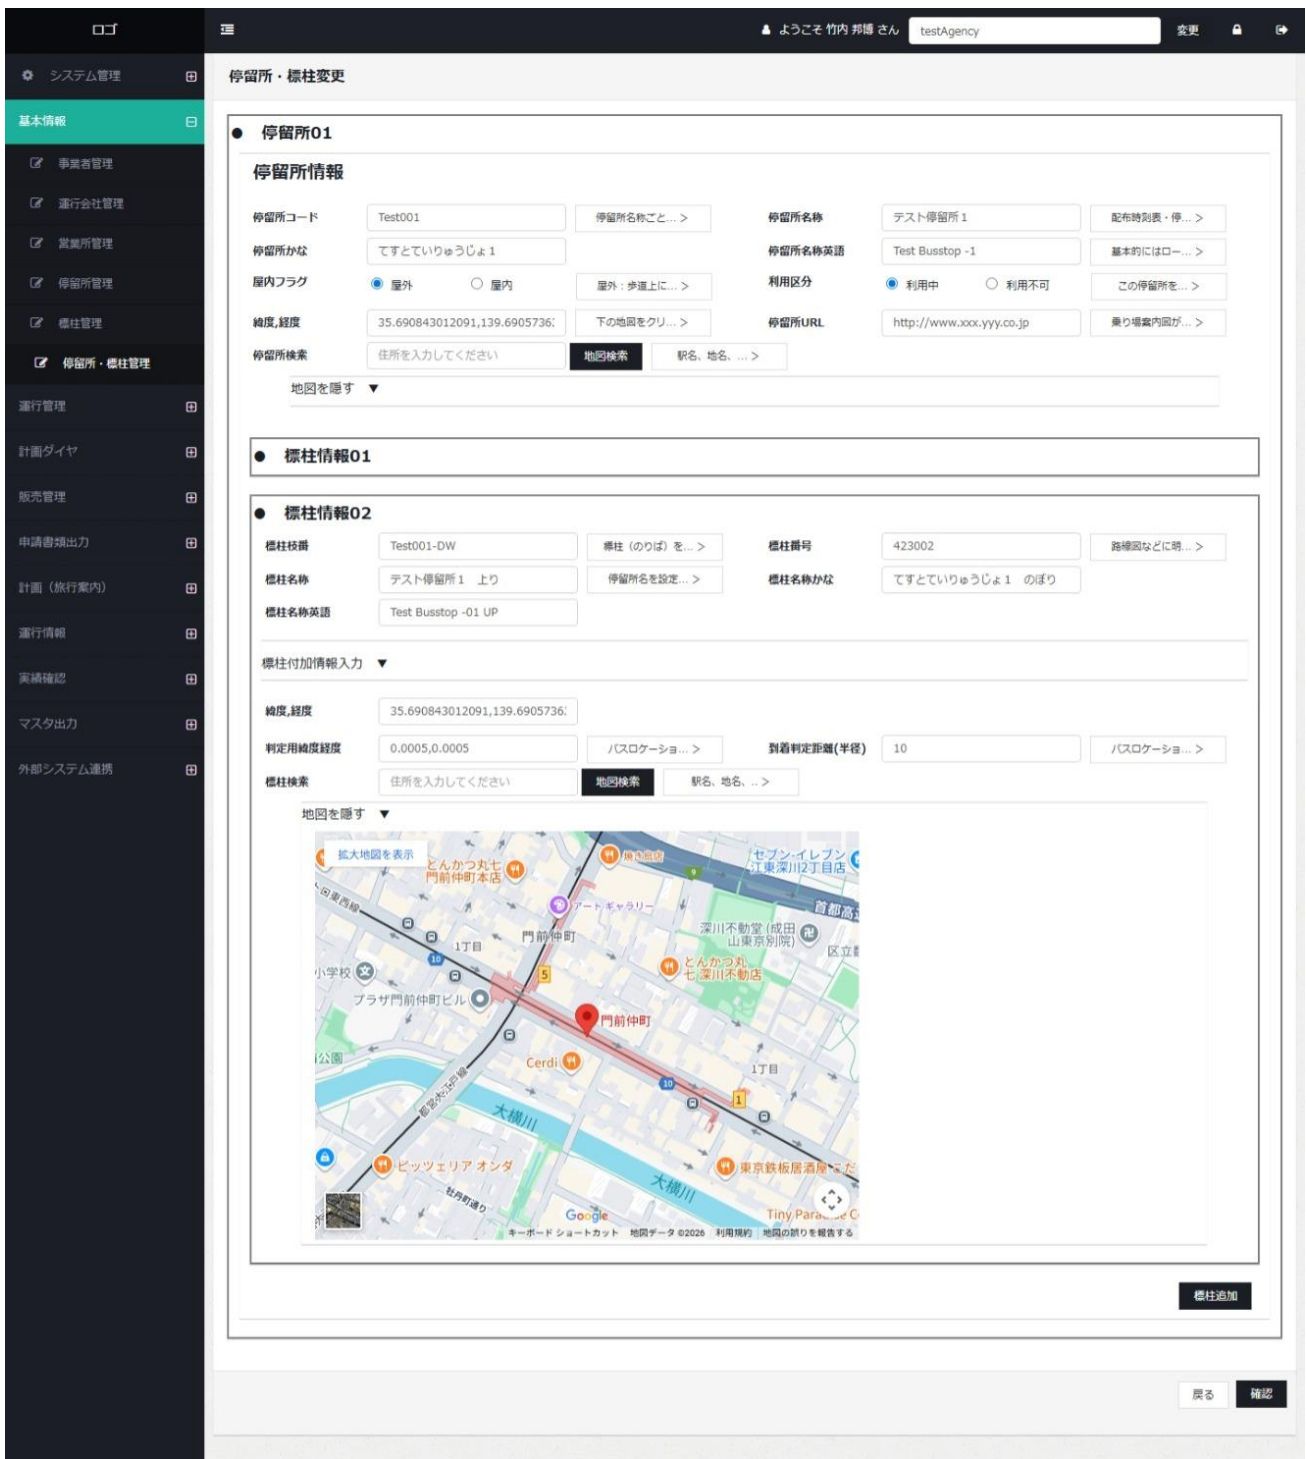 ロゴ
ようこそ 竹内 邦博 さん
testAgency
変更
システム管理
基本情報
事業者管理
運行会社管理
営業所管理
停留所管理
標柱管理
停留所・標柱管理
運行管理
計画ダイヤ
販売管理
申請書類出力
計画（旅行案内）
運行情報
実績確認
マスタ出力
外部システム連携
停留所・標柱変更
● 停留所01
停留所情報
停留所コード Test001 停留所名称ごと... > 停留所名称 テスト停留所１ 配布時刻表・停... >
停留所かな てすとていりゅうじょ１ 停留所名称英語 Test Busstop -1 基本的にはロー... >
屋内フラグ 屋外 屋内 屋外：歩道上に... > 利用区分 利用中 利用不可 この停留所を... >
緯度,経度 35.690843012091,139.6905736: 下の地図をクリ... > 停留所URL http://www.xxx.yyy.co.jp 乗り場案内図が... >
停留所検索 住所を入力してください 地図検索 駅名、地名、... >
地図を隠す ▼
● 標柱情報01
● 標柱情報02
標柱枝番 Test001-DW 標柱（のりば）を... > 標柱番号 423002 路線図などに明... >
標柱名称 テスト停留所１　上り 停留所名を設定... > 標柱名称かな てすとていりゅうじょ１　のぼり
標柱名称英語 Test Busstop -01 UP
標柱付加情報入力 ▼
緯度,経度 35.690843012091,139.6905736:
判定用緯度経度 0.0005,0.0005 バスロケーショ... > 到着判定距離(半径) 10 バスロケーショ... >
標柱検索 住所を入力してください 地図検索 駅名、地名、... >
地図を隠す ▼
拡大地図を表示
とんかつ丸七
門前仲町本店
焼き鳥店
セブン-イレブン
江東深川2丁目店
9
首都高
アートギャラリー
深川不動堂(成田
山東京別院)
区立
東西線
1丁目
門前仲町
10
とんかつ丸
七 深川不動店
小学校
5
プラザ門前仲町ビル
門前仲町
公園
Cerdi
10
1丁目
1
都営大江戸線
大横川
ピッツェリア オンダ
東京鉄板居酒屋こだ
牡丹町通り
大横川
Google
Tiny Para
キーボード ショートカット 地図データ ©2026 利用規約 地図の誤りを報告する
標柱追加
戻る 確認